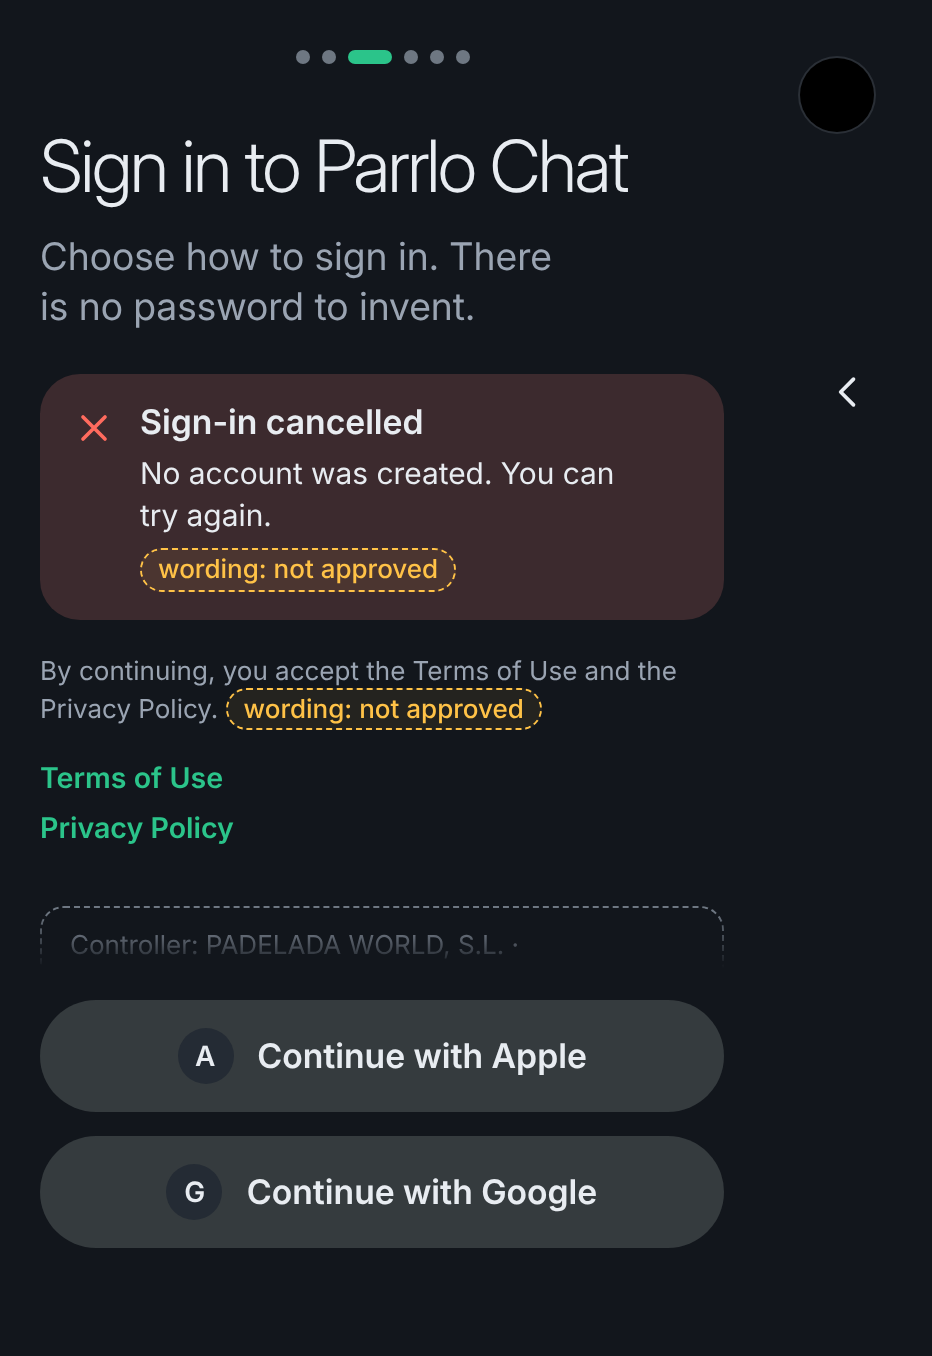 Sign in to Parrlo Chat
Choose how to sign in. There
is no password to invent.
Sign-in cancelled
No account was created. You can
try again.
wording: not approved
By continuing, you accept the Terms of Use and the
Privacy Policy. wording: not approved
Terms of Use
Privacy Policy
Controller: PADELADA WORLD, S.L. ·
A Continue with Apple
G Continue with Google